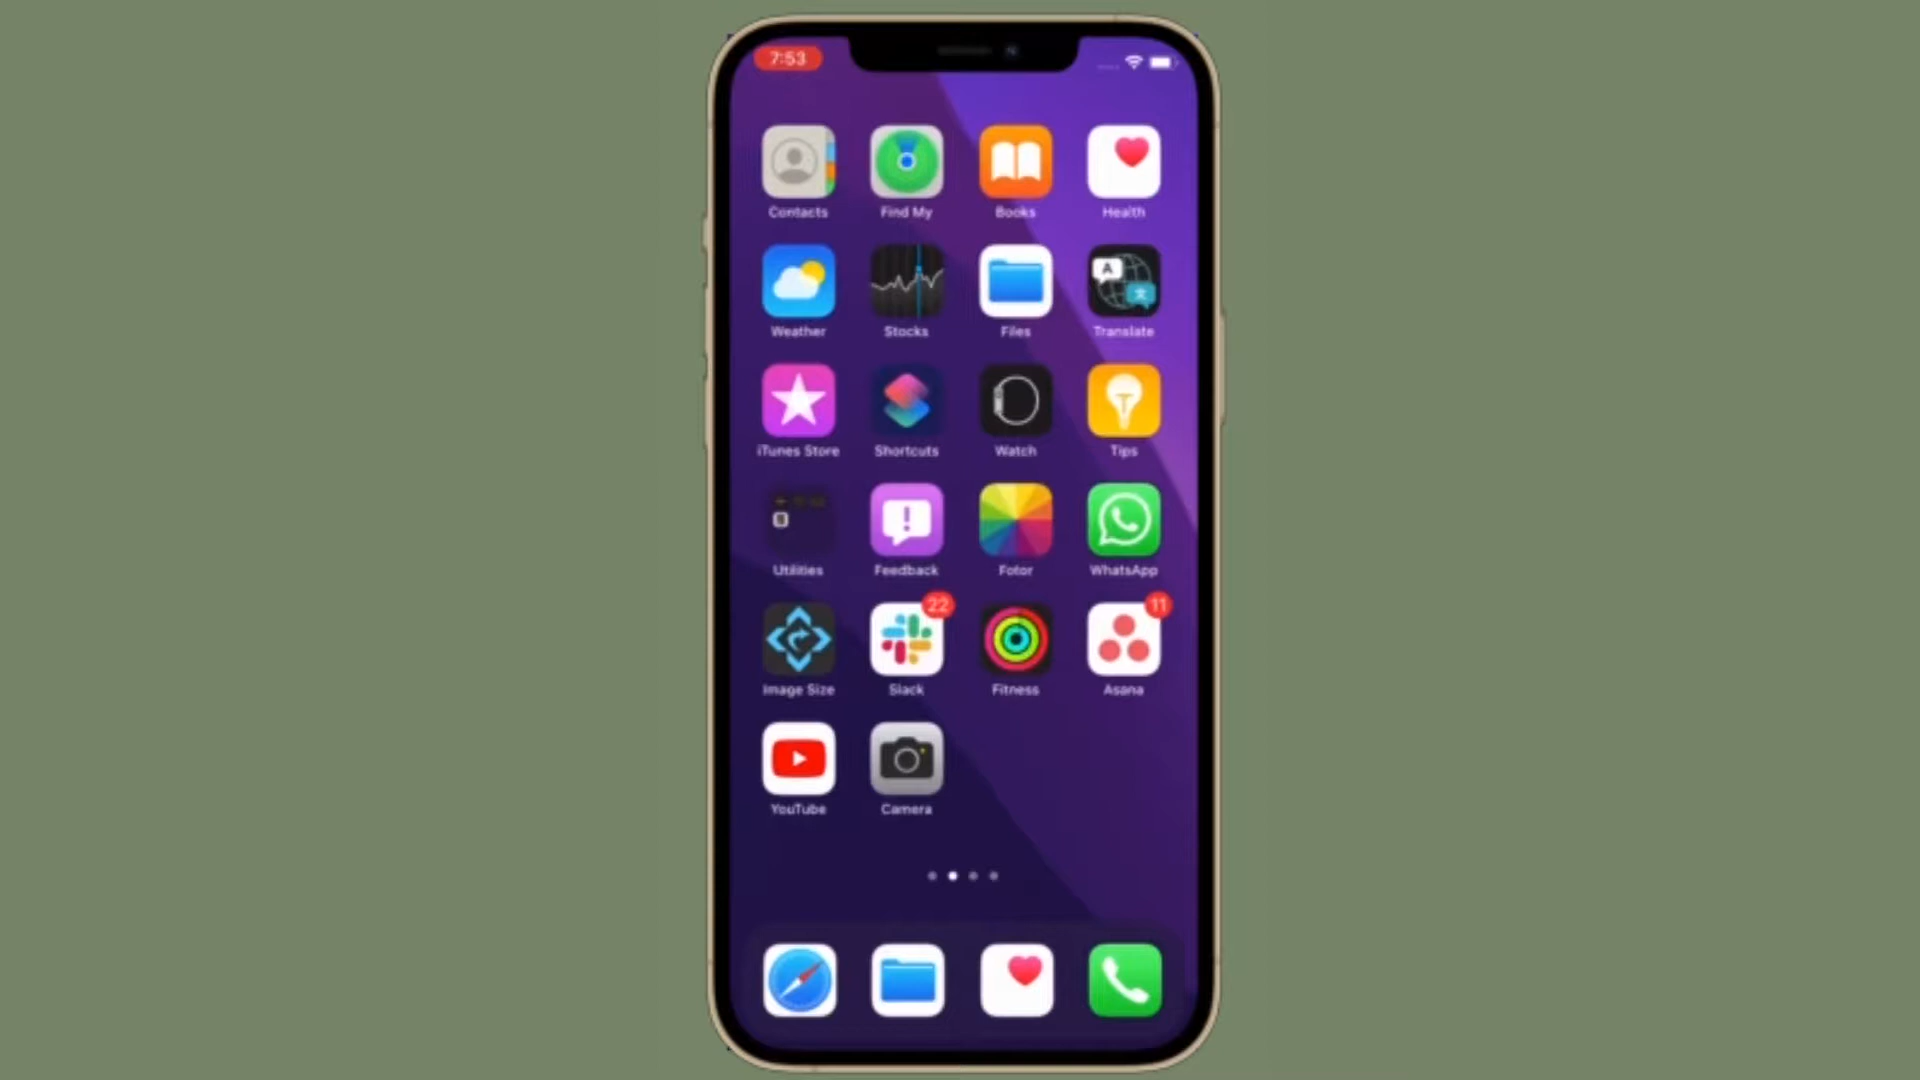 7:53
Contacts Find My Books Health
A 文
Weather Stocks Files Translate
iTunes Store Shortcuts Watch Tips
Utilities Feedback Fotor WhatsApp
22 11
Image Size Slack Fitness Asana
YouTube Camera